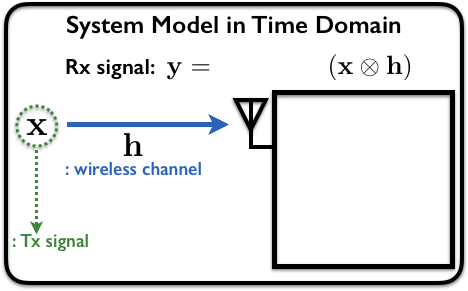 System Model in Time Domain
Rx signal: y = (x ⊗ h)
x
h
: wireless channel
: Tx signal